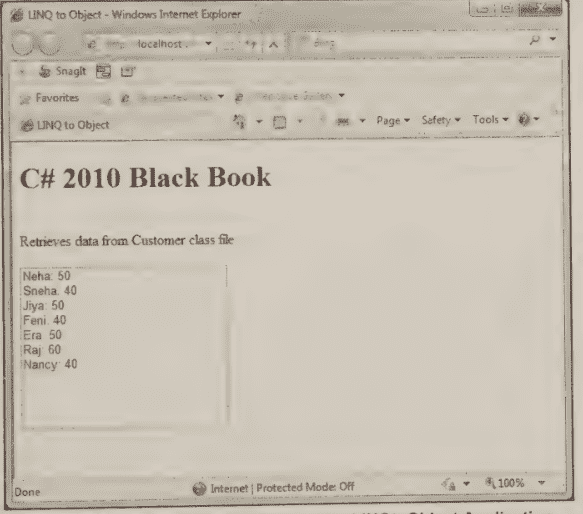 LINQ to Object - Windows Internet Explorer
localhost
Bing
SnagIt
Favorites
LINQ to Object
Page Safety Tools
C# 2010 Black Book
Retrieves data from Customer class file
Neha: 50
Sneha: 40
Jiya: 50
Feni: 40
Era: 50
Raj: 60
Nancy: 40
Done
Internet | Protected Mode: Off
100%